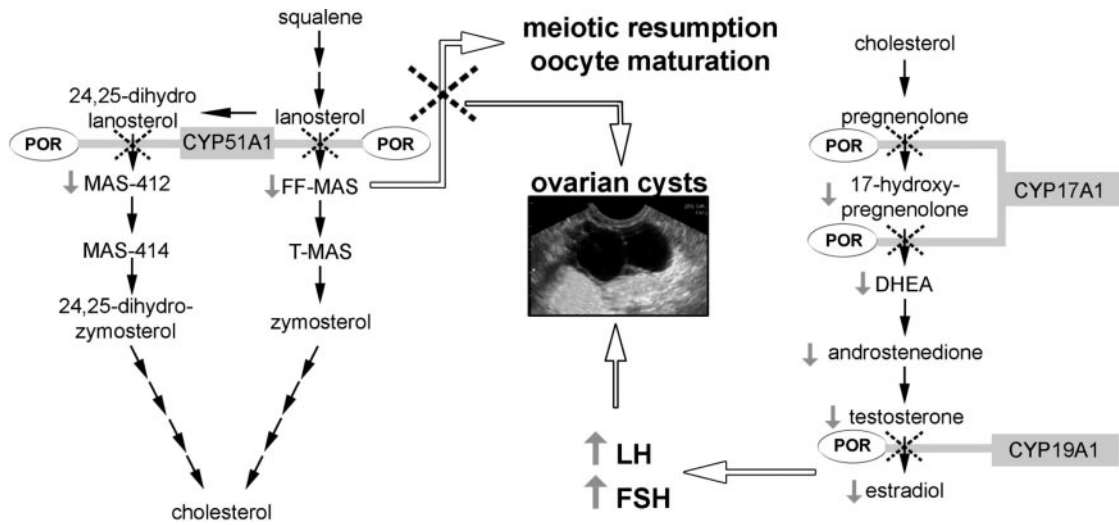 squalene
24,25-dihydro
lanosterol
lanosterol
POR
CYP51A1
POR
MAS-412
FF-MAS
MAS-414
T-MAS
24,25-dihydro-
zymosterol
zymosterol
cholesterol
meiotic resumption
oocyte maturation
ovarian cysts
LH
FSH
cholesterol
pregnenolone
POR
17-hydroxy-
pregnenolone
CYP17A1
POR
DHEA
androstenedione
testosterone
POR
CYP19A1
estradiol